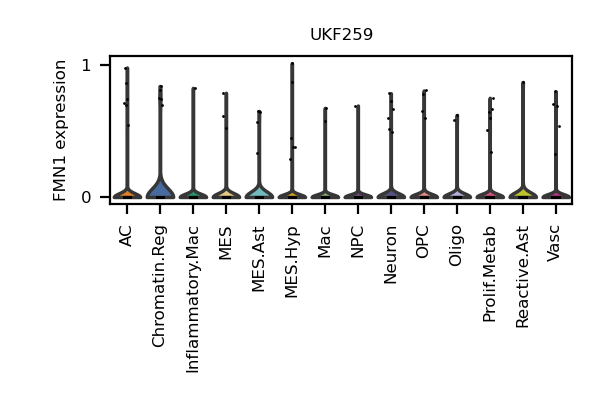 UKF259
FMN1 expression
1
0
AC
Chromatin.Reg
Inflammatory.Mac
MES
MES.Ast
MES.Hyp
Mac
NPC
Neuron
OPC
Oligo
Prolif.Metab
Reactive.Ast
Vasc